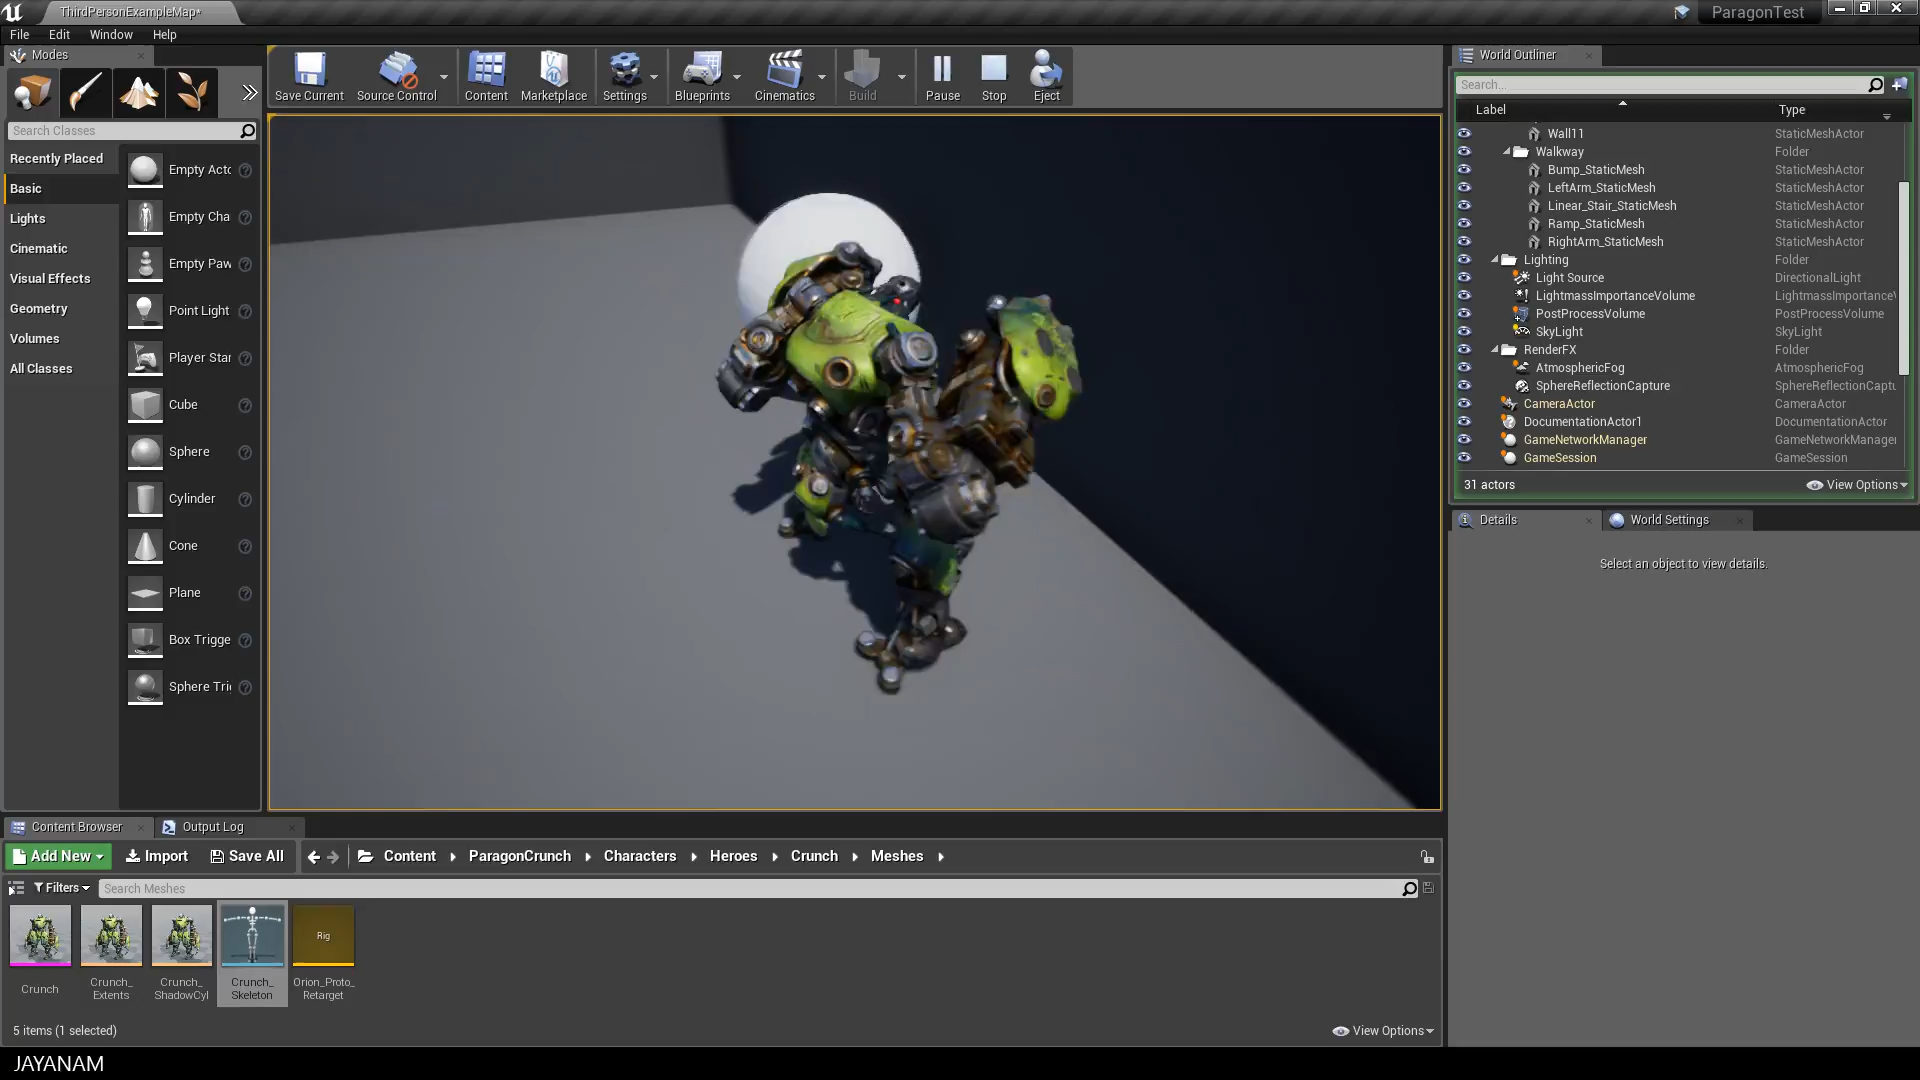 ThirdPersonExampleMap*
ParagonTest
File Edit Window Help
Modes
World Outliner
Save Current
Source Control
Content
Marketplace
Settings
Blueprints
Cinematics
Build
Pause
Stop
Eject
Search...
Label Type
Search Classes
Recently Placed
Basic
Lights
Cinematic
Visual Effects
Geometry
Volumes
All Classes
Empty Actc
Empty Cha
Empty Paw
Point Light
Player Star
Cube
Sphere
Cylinder
Cone
Plane
Box Trigge
Sphere Tri
Wall11 StaticMeshActor
Walkway Folder
Bump_StaticMesh StaticMeshActor
LeftArm_StaticMesh StaticMeshActor
Linear_Stair_StaticMesh StaticMeshActor
Ramp_StaticMesh StaticMeshActor
RightArm_StaticMesh StaticMeshActor
Lighting Folder
Light Source DirectionalLight
LightmassImportanceVolume LightmassImportanceV
PostProcessVolume PostProcessVolume
SkyLight SkyLight
RenderFX Folder
AtmosphericFog AtmosphericFog
SphereReflectionCapture SphereReflectionCaptu
CameraActor CameraActor
DocumentationActor1 DocumentationActor
GameNetworkManager GameNetworkManager
GameSession GameSession
31 actors
View Options
Details
World Settings
Select an object to view details.
Content Browser
Output Log
Add New
Import
Save All
Content ParagonCrunch Characters Heroes Crunch Meshes
Filters
Search Meshes
Rig
Crunch
Crunch_
Extents
Crunch_
ShadowCyl
Crunch_
Skeleton
Orion_Proto_
Retarget
5 items (1 selected)
View Options
JAYANAM